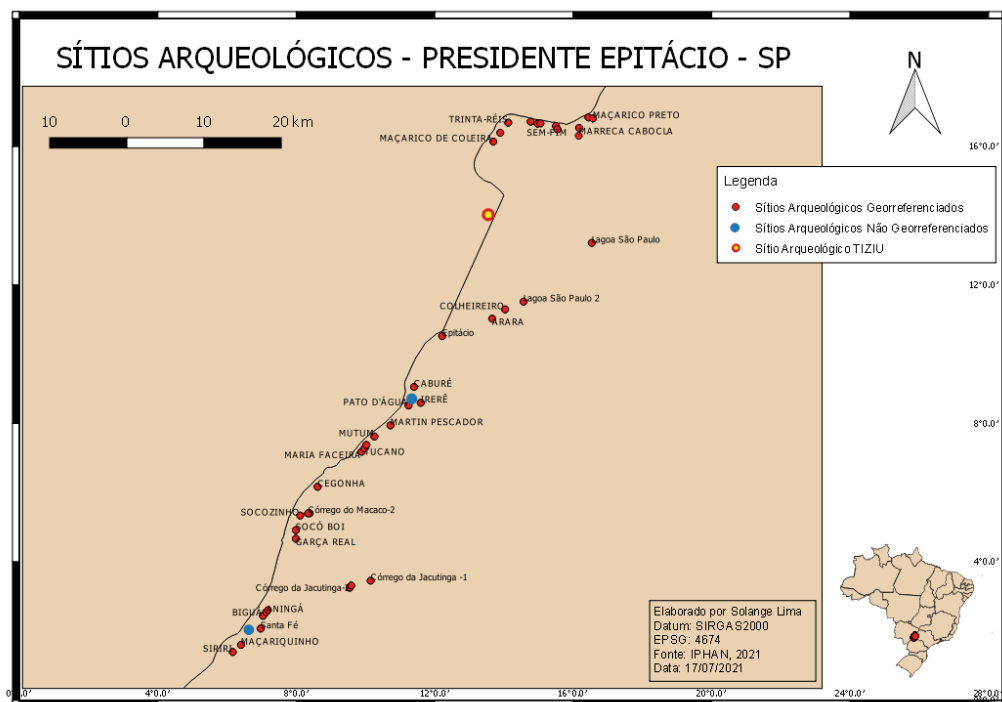 SÍTIOS ARQUEOLÓGICOS - PRESIDENTE EPITÁCIO - SP
N
10 0 10 20 km
TRINTA-RÉIS
MAÇARICO PRETO
SEM-FIM
MARRECA CABOCLA
MAÇARICO DE COLEIRA
16°0.0'
Legenda
Sítios Arqueológicos Georreferenciados
Sítios Arqueológicos Não Georreferenciados
Sítio Arqueológico TIZIU
Lagoa São Paulo
12°0.0'
Lagoa São Paulo 2
COLHEIREIRO
ARARA
Epitácio
CABURÉ
PATO D'ÁGUA
IRERÊ
MARTIN PESCADOR
8°0.0'
MUTUM
MARIA FACEIRA
TUCANO
CEGONHA
SOCOZINHO
Córrego do Macaco-2
SOCÓ BOI
GARÇA REAL
4°0.0'
Córrego da Jacutinga -1
Córrego da Jacutinga-2
BIGUÁ
ANINGÁ
Santa Fé
MAÇARIQUINHO
SIRIRI
Elaborado por Solange Lima
Datum: SIRGAS2000
EPSG: 4674
Fonte: IPHAN, 2021
Data: 17/07/2021
0°0.0' 4°0.0' 8°0.0' 12°0.0' 16°0.0' 20°0.0' 24°0.0' 28°0.0'